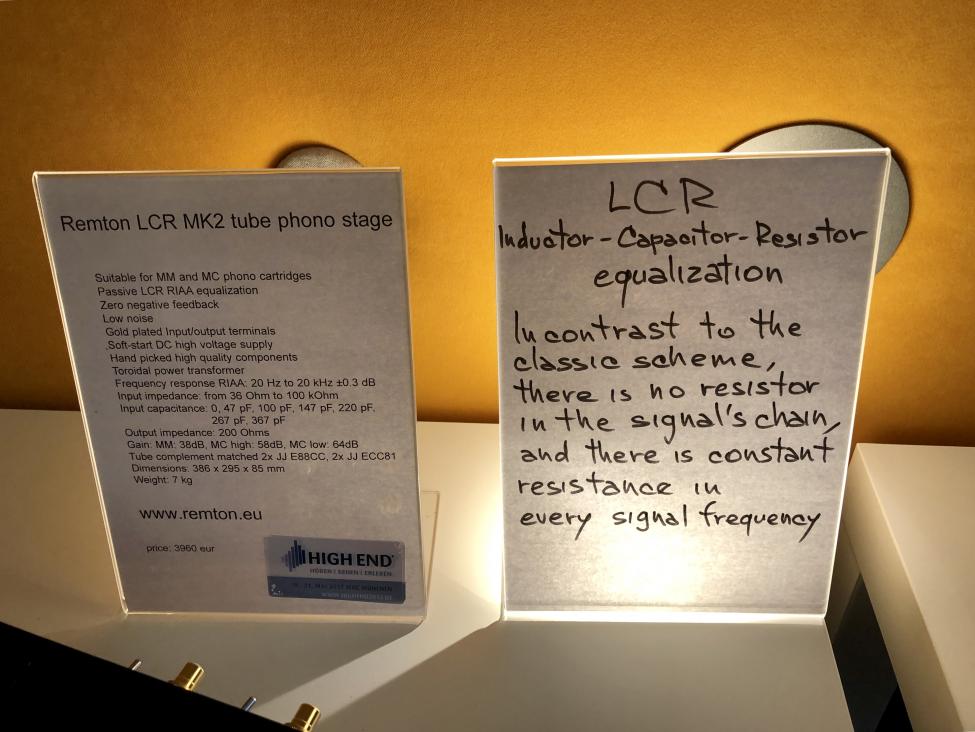 Remton LCR MK2 tube phono stage
Suitable for MM and MC phono cartridges
Passive LCR RIAA equalization
Zero negative feedback
Low noise
Gold plated Input/output terminals
Soft-start DC high voltage supply
Hand picked high quality components
Toroidal power transformer
Frequency response RIAA: 20 Hz to 20 kHz ±0.3 dB
Input impedance: from 36 Ohm to 100 kOhm
Input capacitance: 0, 47 pF, 100 pF, 147 pF, 220 pF,
267 pF, 367 pF
Output impedance: 200 Ohms
Gain: MM: 38dB, MC high: 58dB, MC low: 64dB
Tube complement matched 2x JJ E88CC, 2x JJ ECC81
Dimensions: 386 x 295 x 85 mm
Weight: 7 kg
www.remton.eu
price: 3960 eur
HIGH END
HÖREN | SEHEN | ERLEBEN
LCR
Inductor-Capacitor-Resistor
equalization
In contrast to the
classic scheme,
there is no resistor
in the signal's chain,
and there is constant
resistance in
every signal frequency